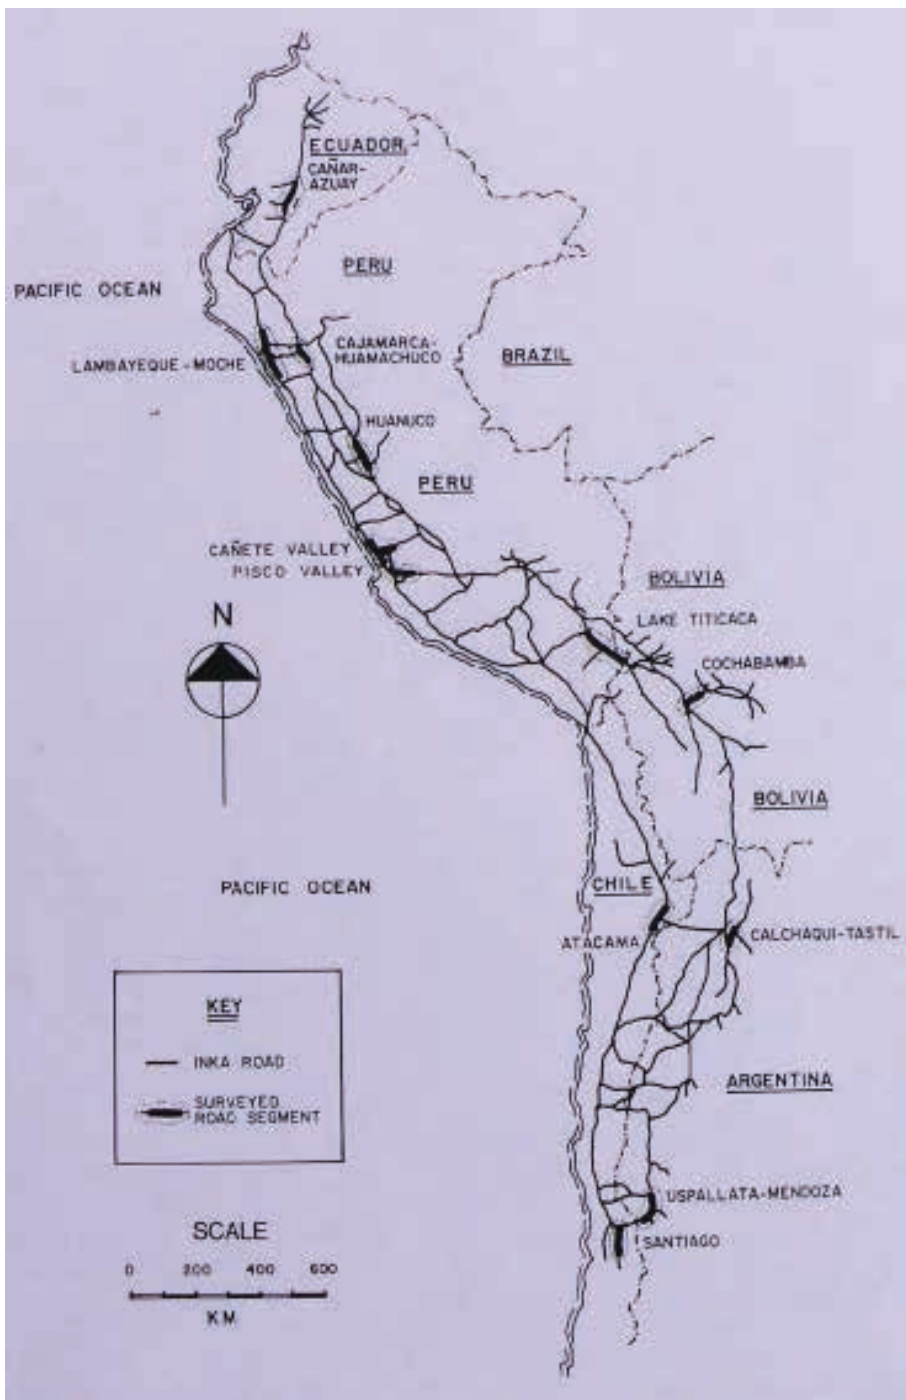 ECUADOR
CAÑAR-
AZUAY
PERU
PACIFIC OCEAN
BRAZIL
CAJAMARCA-
HUAMACHUCO
LAMBAYEQUE-MOCHE
HUANUCO
PERU
CAÑETE VALLEY
PISCO VALLEY
BOLIVIA
LAKE TITICACA
N
COCHABAMBA
BOLIVIA
PACIFIC OCEAN
CHILE
ATACAMA
CALCHAQUI-TASTIL
KEY
INKA ROAD
SURVEYED
ROAD SEGMENT
ARGENTINA
USPALLATA-MENDOZA
SANTIAGO
SCALE
0 200 400 600
KM